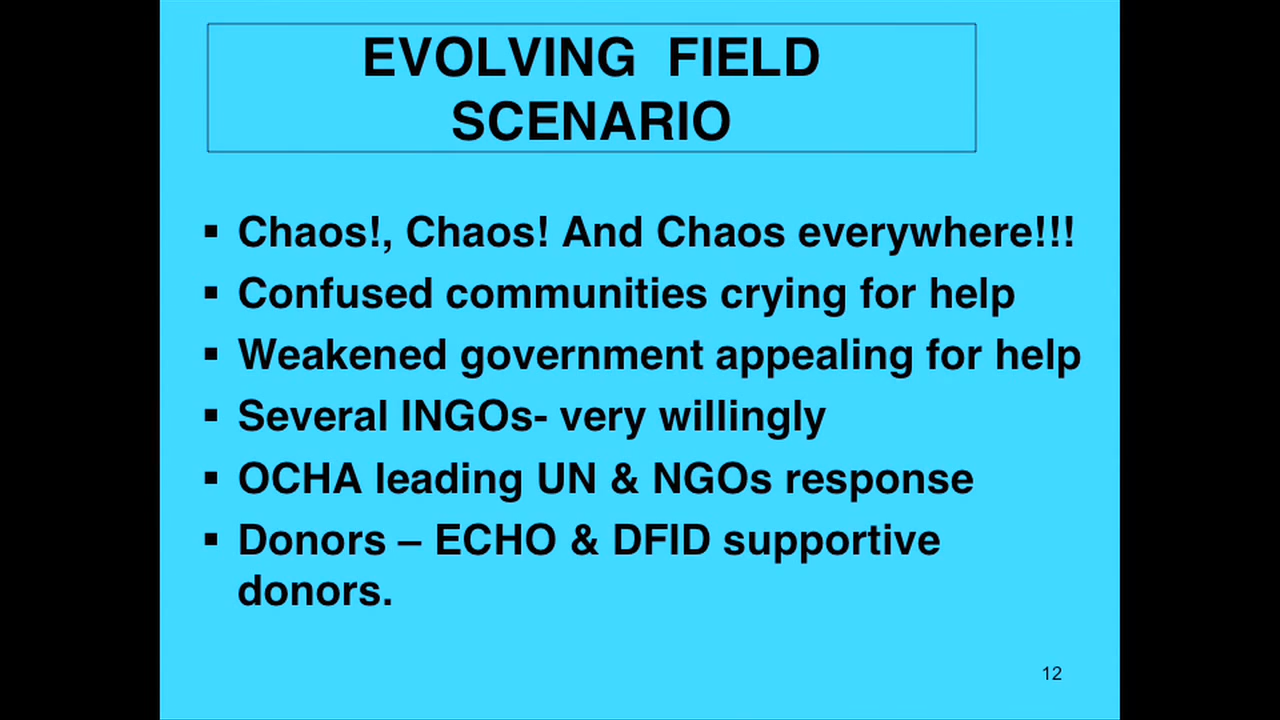 EVOLVING FIELD
SCENARIO
▪ Chaos!, Chaos! And Chaos everywhere!!!
▪ Confused communities crying for help
▪ Weakened government appealing for help
▪ Several INGOs- very willingly
▪ OCHA leading UN & NGOs response
▪ Donors – ECHO & DFID supportive
donors.
12